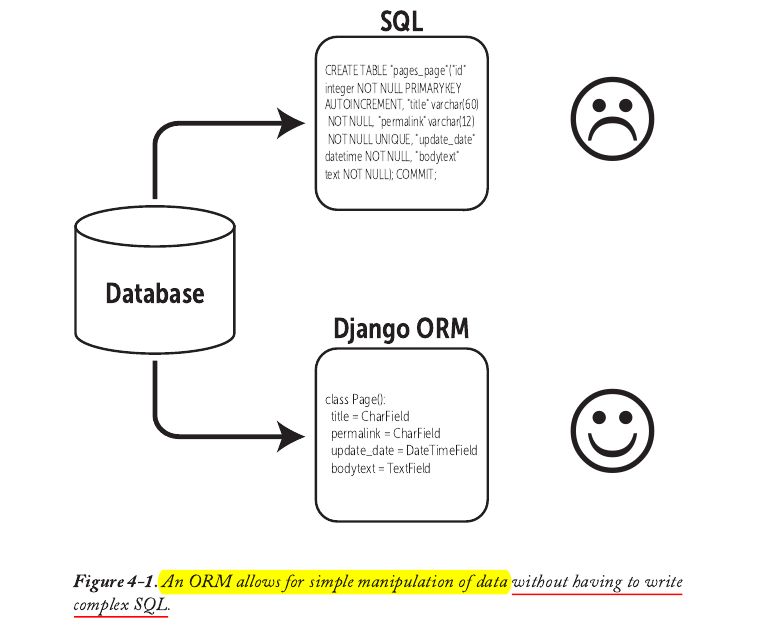 SQL
CREATE TABLE "pages_page"("id"
integer NOT NULL PRIMARY KEY
AUTOINCREMENT, "title" varchar(60)
NOT NULL, "permalink" varchar(12)
NOT NULL UNIQUE, "update_date"
datetime NOT NULL, "bodytext"
text NOT NULL); COMMIT;
Database
Django ORM
class Page():
title = CharField
permalink = CharField
update_date = DateTimeField
bodytext = TextField
Figure 4–1. An ORM allows for simple manipulation of data without having to write
complex SQL.